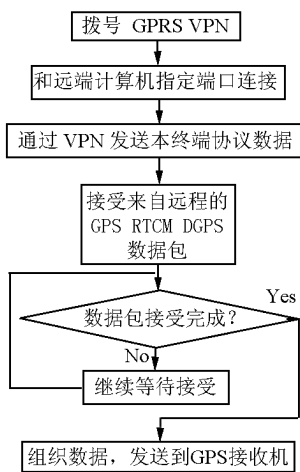 拨号 GPRS VPN
和远端计算机指定端口连接
通过 VPN 发送本终端协议数据
接受来自远程的
GPS RTCM DGPS
数据包
Yes
数据包接受完成?
No
继续等待接受
组织数据，发送到GPS接收机